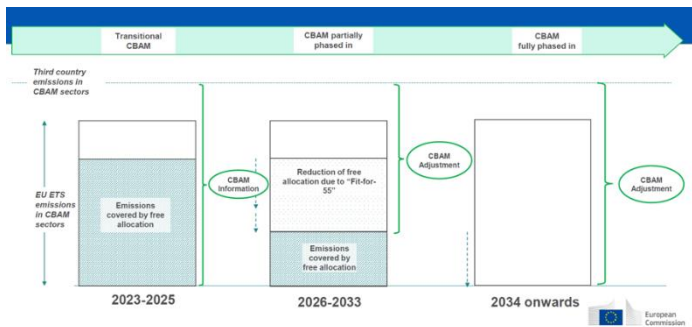 Transitional
CBAM
CBAM partially
phased in
CBAM
fully phased in
Third country
emissions in
CBAM sectors
EU ETS
emissions
in CBAM
sectors
Emissions
covered by free
allocation
CBAM
Information
Reduction of free
allocation due to “Fit-for-
55”
Emissions
covered by
free allocation
CBAM
Adjustment
CBAM
Adjustment
2023-2025
2026-2033
2034 onwards
European
Commission